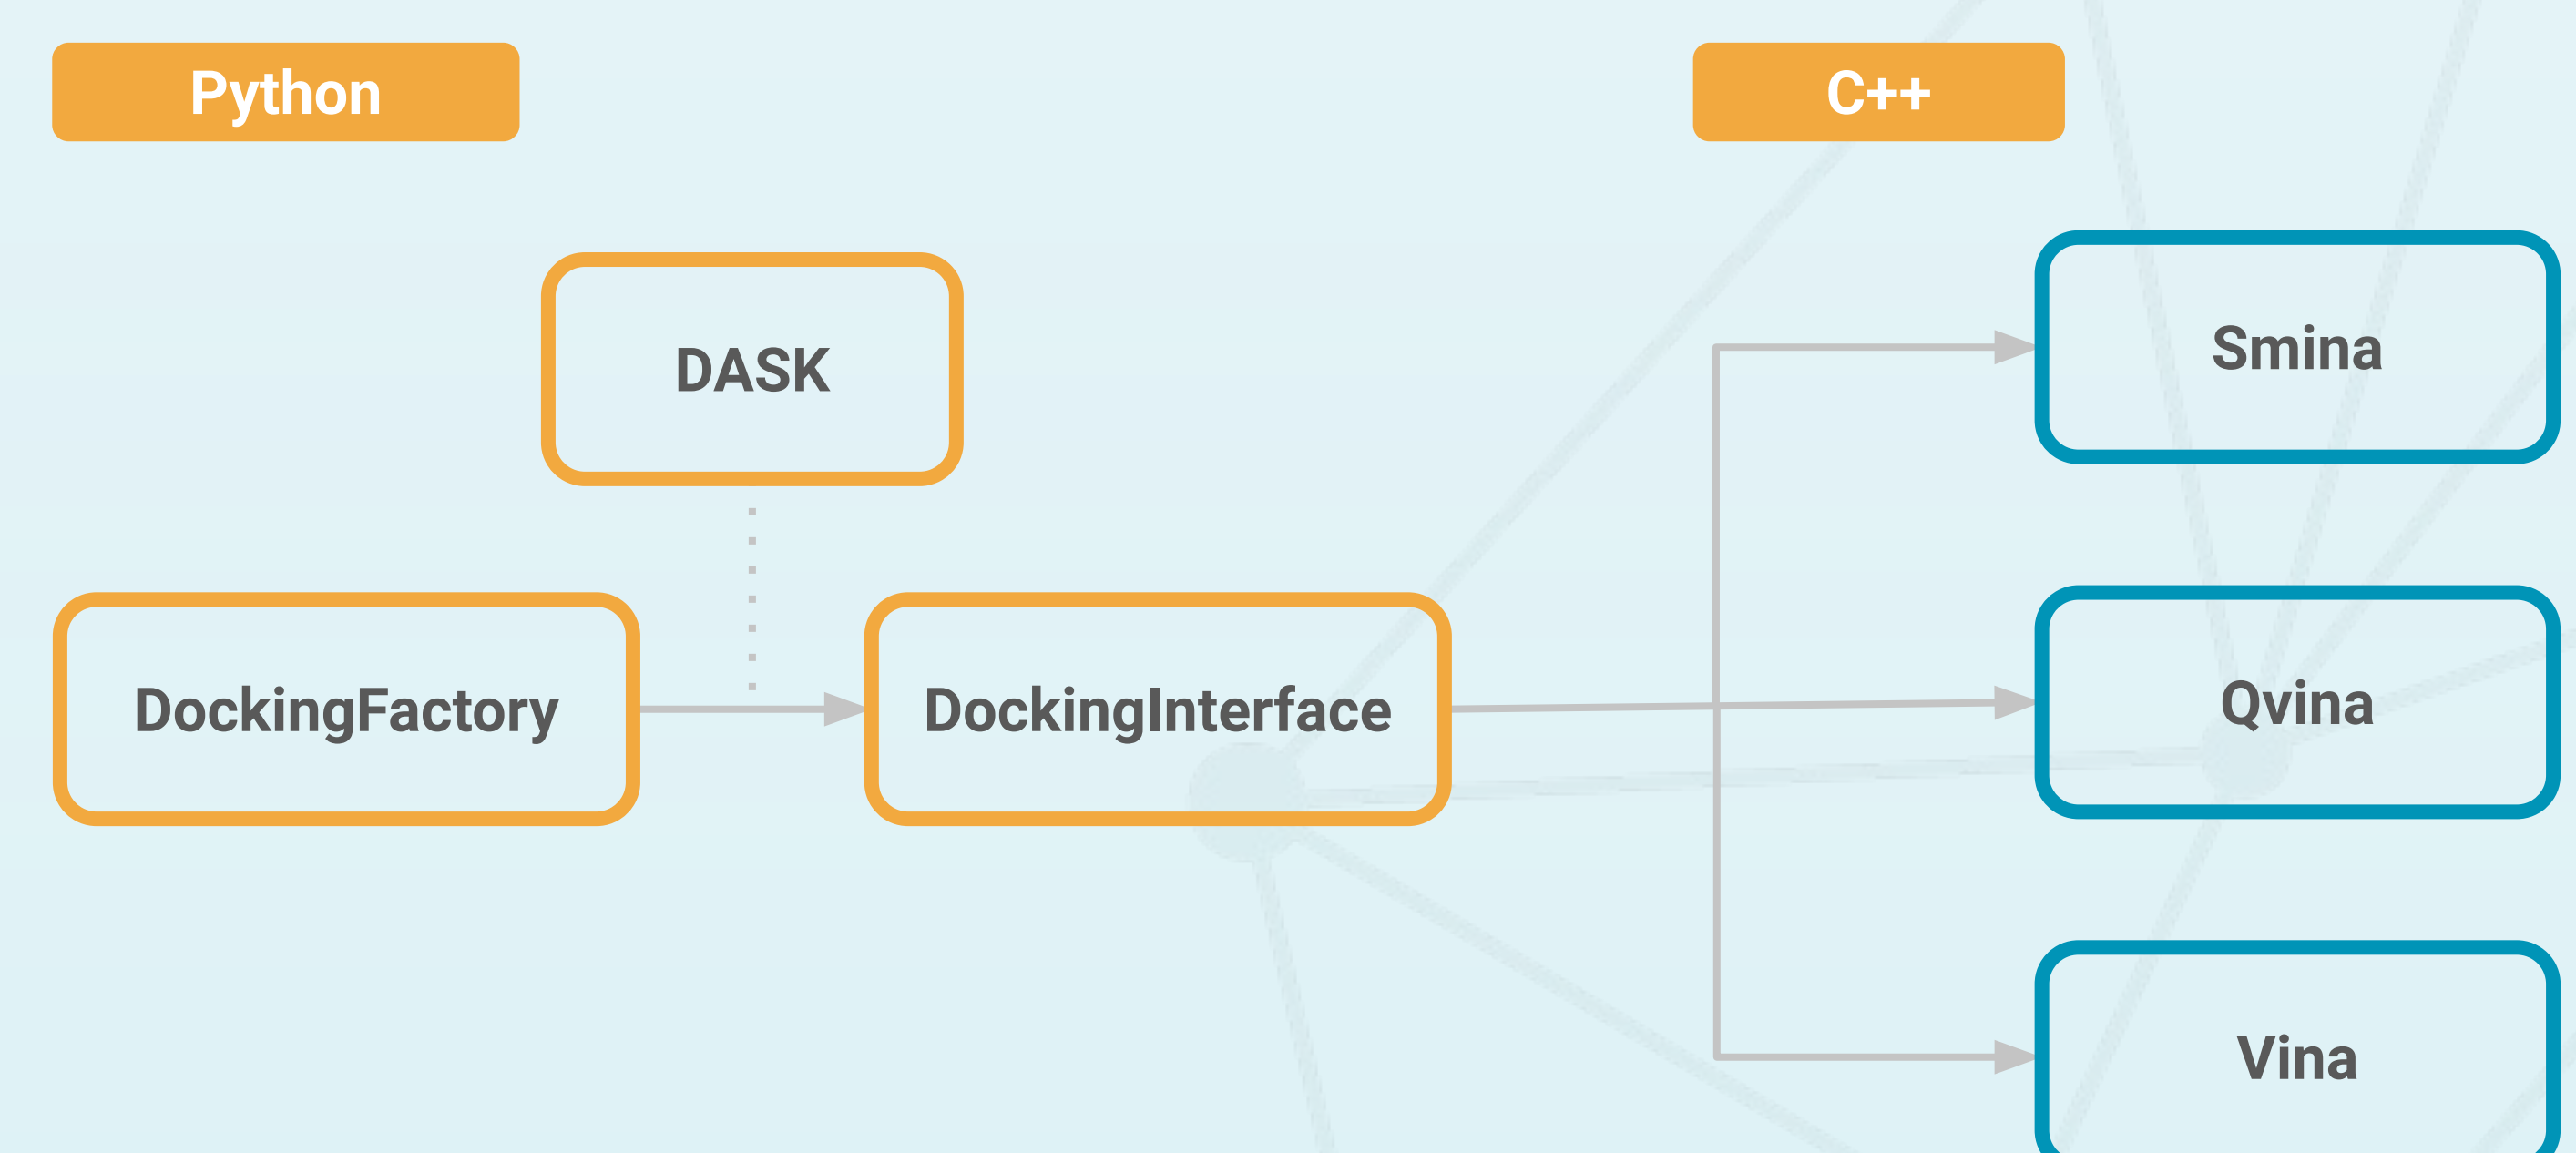 Python
C++
DASK
Smina
DockingFactory
DockingInterface
Qvina
Vina